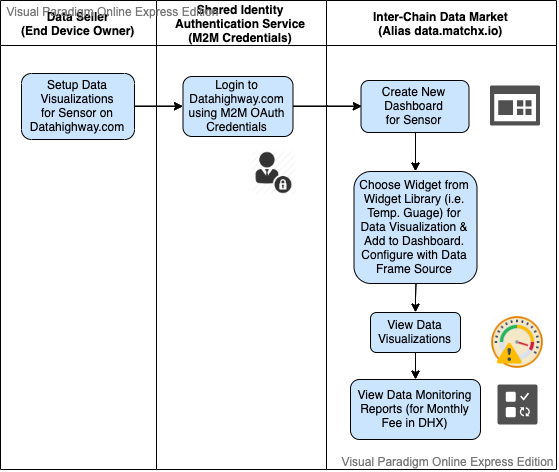 Visual Paradigm Online Express Edition
Data Seller
(End Device Owner)
Shared Identity
Authentication Service
(M2M Credentials)
Inter-Chain Data Market
(Alias data.matchx.io)
Setup Data
Visualizations
for Sensor on
Datahighway.com
Login to
Datahighway.com
using M2M OAuth
Credentials
Create New
Dashboard
for Sensor
Choose Widget from
Widget Library (i.e.
Temp. Guage) for
Data Visualization &
Add to Dashboard.
Configure with Data
Frame Source
View Data
Visualizations
View Data Monitoring
Reports (for Monthly
Fee in DHX)
Visual Paradigm Online Express Edition